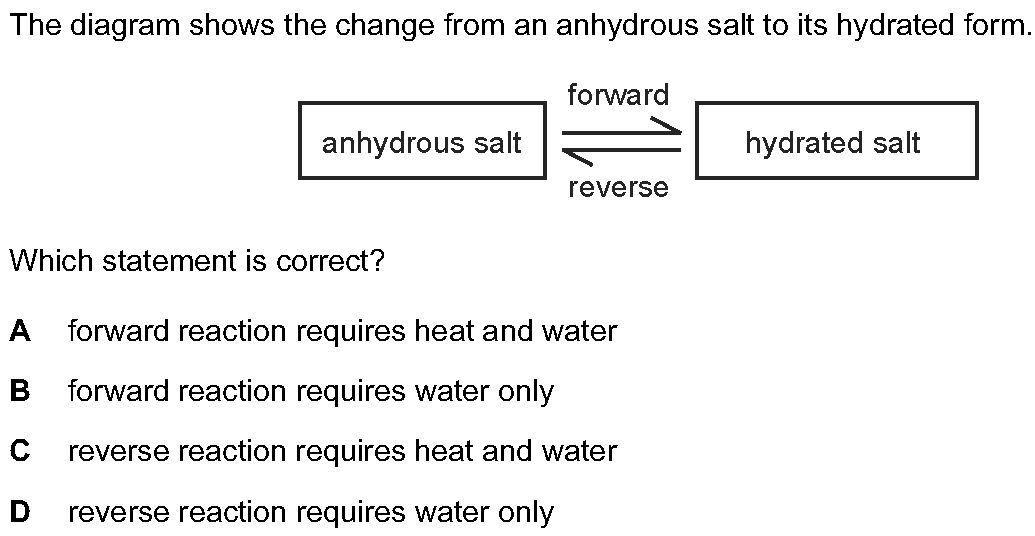 The diagram shows the change from an anhydrous salt to its hydrated form.
forward
anhydrous salt
hydrated salt
reverse
Which statement is correct?
A forward reaction requires heat and water
B forward reaction requires water only
C reverse reaction requires heat and water
D reverse reaction requires water only